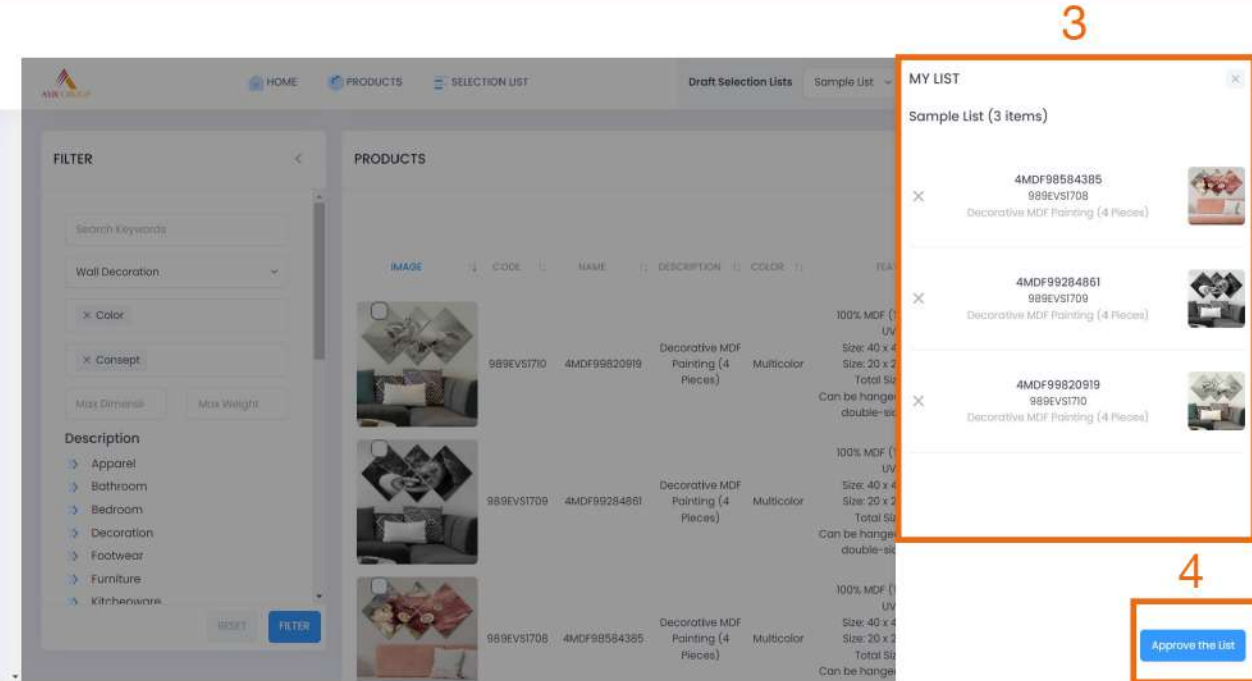 3
HOME
PRODUCTS
SELECTION LIST
Draft Selection Lists
Sample List
MY LIST
Sample List (3 items)
FILTER
PRODUCTS
Search Keywords
Wall Decoration
× Color
× Consept
Max Dimensi
Max Weight
Description
Apparel
Bathroom
Bedroom
Decoration
Footwear
Furniture
Kitchenware
RESET
FILTER
IMAGE
CODE
NAME
DESCRIPTION
COLOR
FEA
989EVS1710
4MDF99820919
Decorative MDF
Painting (4
Pieces)
Multicolor
100% MDF (1
UV
Size: 40 x 4
Size: 20 x 2
Total Siz
Can be hange
double-sid
989EVS1709
4MDF99284861
Decorative MDF
Painting (4
Pieces)
Multicolor
100% MDF (1
UV
Size: 40 x 4
Size: 20 x 2
Total Siz
Can be hange
double-sid
989EVS1708
4MDF98584385
Decorative MDF
Painting (4
Pieces)
Multicolor
100% MDF (1
UV
Size: 40 x 4
Size: 20 x 2
Total Siz
Can be hange
4MDF98584385
989EVS1708
Decorative MDF Painting (4 Pieces)
4MDF99284861
989EVS1709
Decorative MDF Painting (4 Pieces)
4MDF99820919
989EVS1710
Decorative MDF Painting (4 Pieces)
4
Approve the List